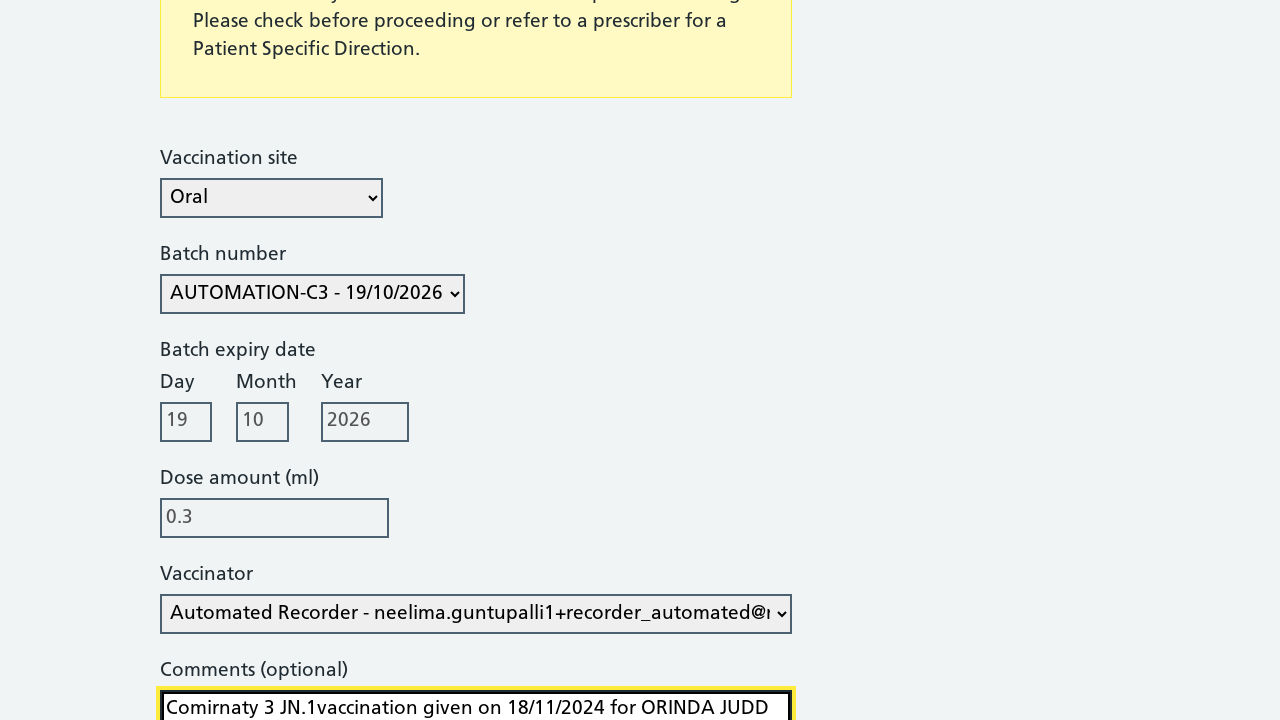 Please check before proceeding or refer to a prescriber for a
Patient Specific Direction.
Vaccination site
Oral
Batch number
AUTOMATION-C3 - 19/10/2026
Batch expiry date
Day Month Year
19 10 2026
Dose amount (ml)
0.3
Vaccinator
Automated Recorder - neelima.guntupalli1+recorder_automated@
Comments (optional)
Comirnaty 3 JN.1vaccination given on 18/11/2024 for ORINDA JUDD